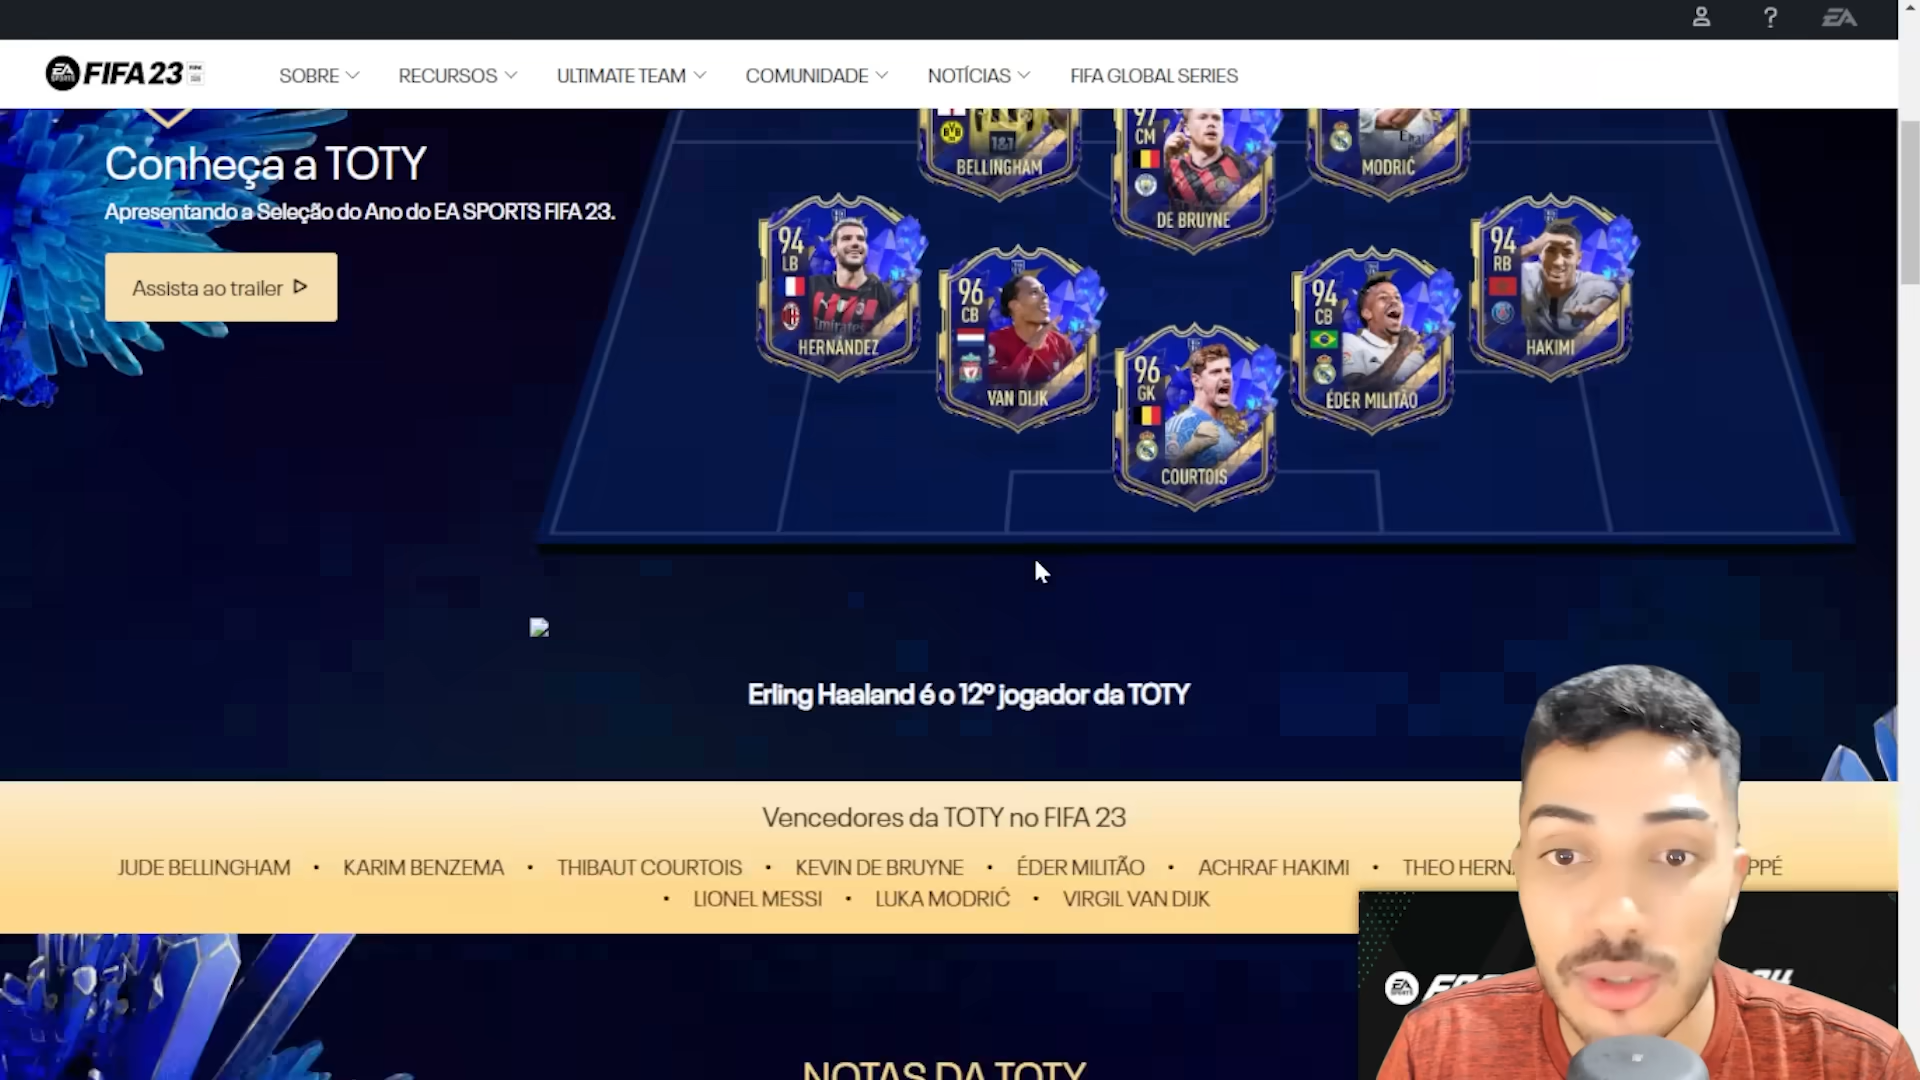 EA SPORTS FIFA 23
SOBRE
RECURSOS
ULTIMATE TEAM
COMUNIDADE
NOTÍCIAS
FIFA GLOBAL SERIES
Conheça a TOTY
Apresentando a Seleção do Ano do EA SPORTS FIFA 23.
Assista ao trailer
BELLINGHAM
97
CM
DE BRUYNE
MODRIĆ
94
LB
HERNÁNDEZ
96
CB
VAN DIJK
96
GK
COURTOIS
94
CB
ÉDER MILITÃO
94
RB
HAKIMI
Erling Haaland é o 12º jogador da TOTY
Vencedores da TOTY no FIFA 23
JUDE BELLINGHAM • KARIM BENZEMA • THIBAUT COURTOIS • KEVIN DE BRUYNE • ÉDER MILITÃO • ACHRAF HAKIMI • THEO HERN PPÉ
• LIONEL MESSI • LUKA MODRIĆ • VIRGIL VAN DIJK
NOTAS DA TOTY